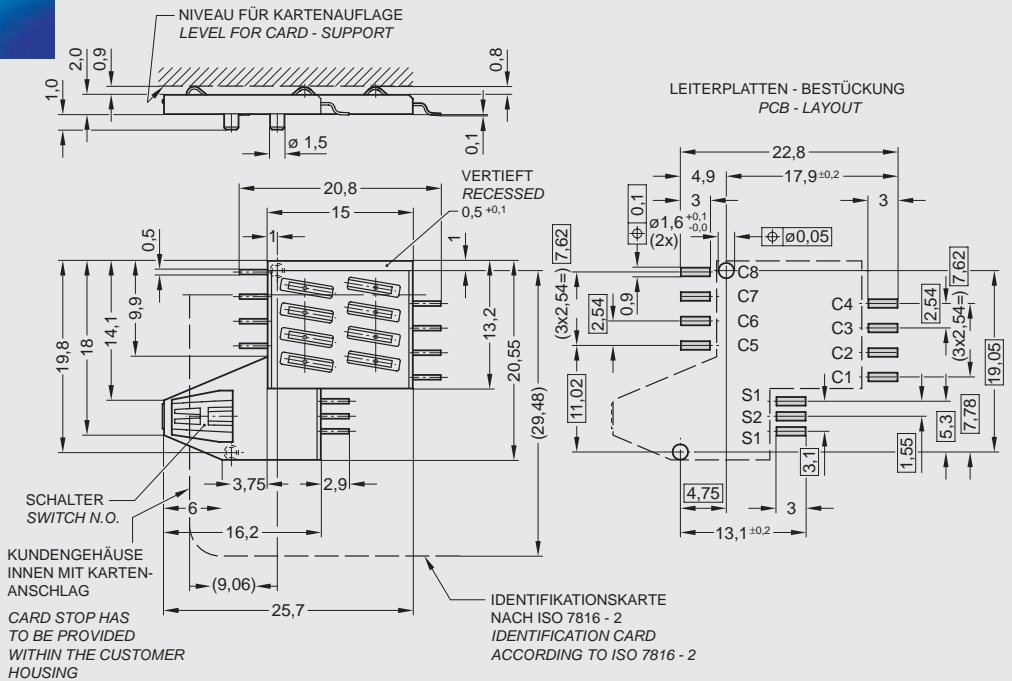 NIVEAU FÜR KARTENAUFLAGE
LEVEL FOR CARD - SUPPORT
1,0
2,0
0,9
0,8
ø 1,5
0,1
20,8
15
1
VERTIEFT
RECESSED
0,5 +0,1
0,5
1
19,8
18
14,1
9,9
13,2
20,55
(29,48)
3,75
2,9
6
16,2
(9,06)
25,7
SCHALTER
SWITCH N.O.
KUNDENGEHÄUSE
INNEN MIT KARTEN-
ANSCHLAG
CARD STOP HAS
TO BE PROVIDED
WITHIN THE CUSTOMER
HOUSING
IDENTIFIKATIONSKARTE
NACH ISO 7816 - 2
IDENTIFICATION CARD
ACCORDING TO ISO 7816 - 2
LEITERPLATTEN - BESTÜCKUNG
PCB - LAYOUT
22,8
4,9
17,9 ±0,2
3
3
0,1
ø1,6 +0,1 -0,0
(2x)
ø0,05
(3x2,54=) 7,62
2,54
0,9
11,02
C8
C7
C6
C5
C4
C3
C2
C1
S1
S2
S1
2,54
(3x2,54=) 7,62
19,05
7,78
5,3
1,55
3,1
4,75
3
13,1 ±0,2